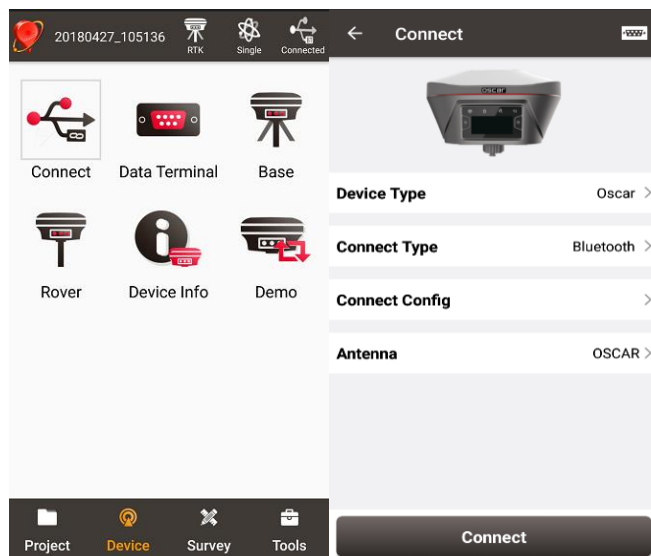 20180427_105136
RTK
Single
Connected
Connect
Data Terminal
Base
Rover
Device Info
Demo
Project
Device
Survey
Tools
Connect
OSCAR
Device Type
Oscar
Connect Type
Bluetooth
Connect Config
Antenna
OSCAR
Connect